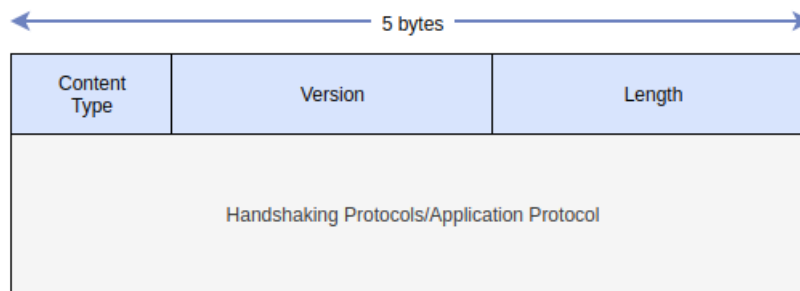 5 bytes
Content
Type
Version
Length
Handshaking Protocols/Application Protocol